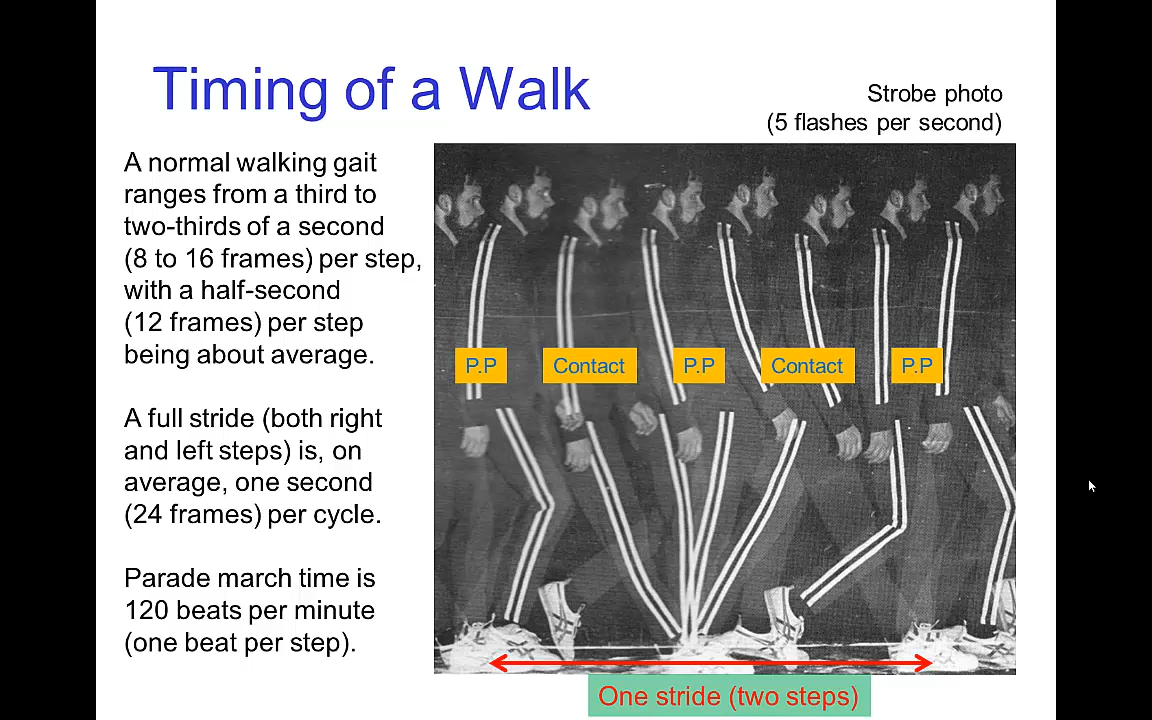 Timing of a Walk
Strobe photo
(5 flashes per second)
A normal walking gait
ranges from a third to
two-thirds of a second
(8 to 16 frames) per step,
with a half-second
(12 frames) per step
being about average.
A full stride (both right
and left steps) is, on
average, one second
(24 frames) per cycle.
Parade march time is
120 beats per minute
(one beat per step).
P.P
Contact
P.P
Contact
P.P
One stride (two steps)